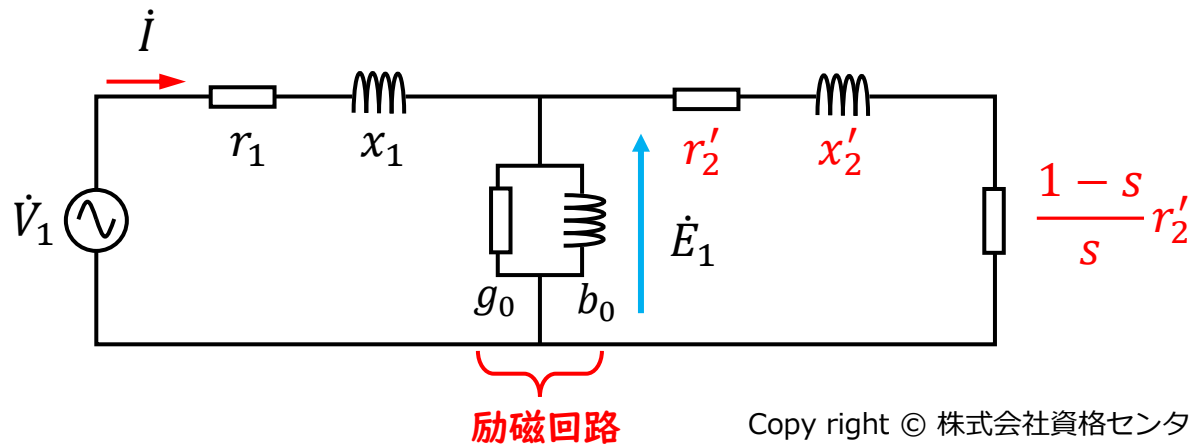 İ
r₁
x₁
r₂′
x₂′
V̇₁
g₀
b₀
Ė₁
1 − s
s
r₂′
励磁回路
Copy right © 株式会社資格センタ